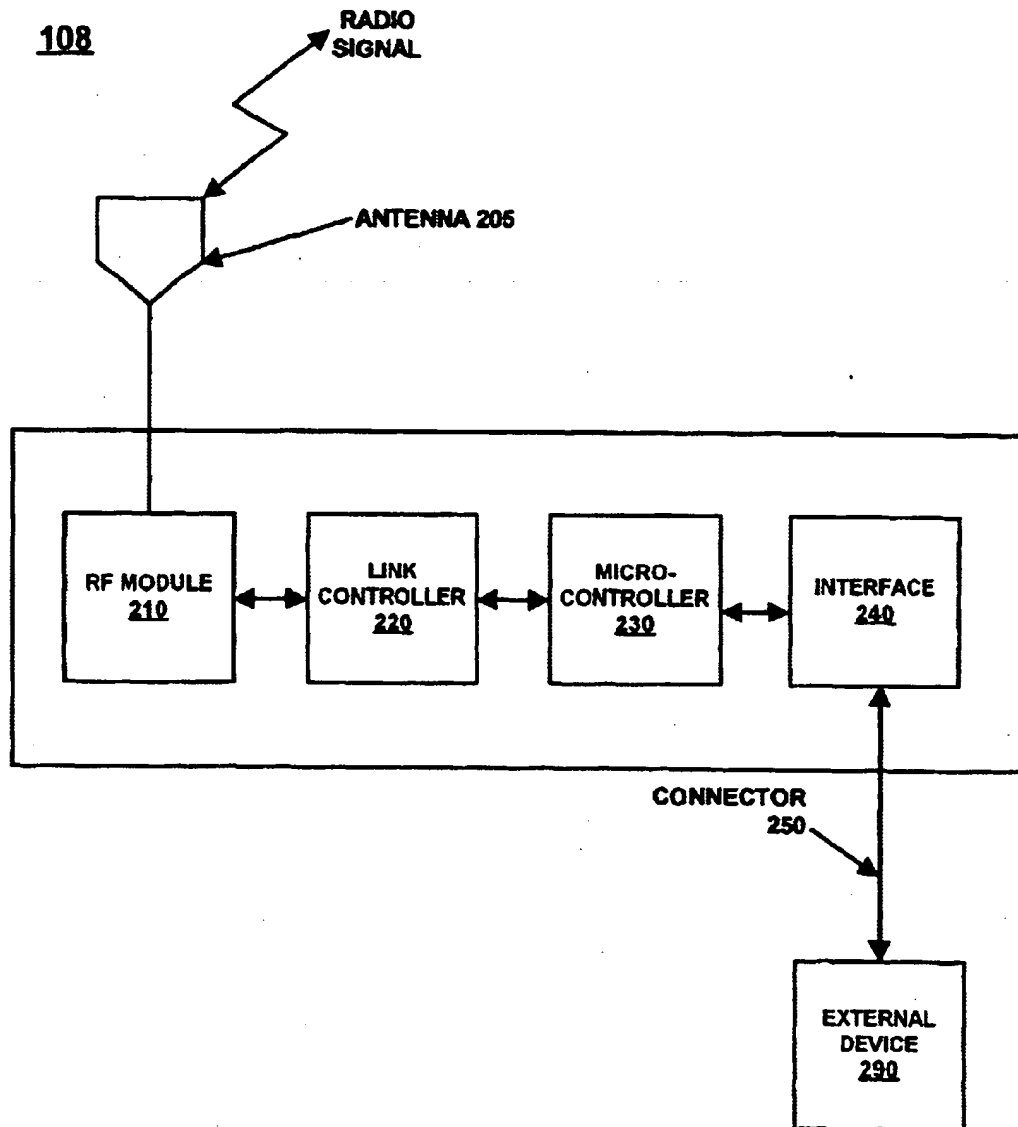 108
RADIO
SIGNAL
ANTENNA 205
RF MODULE
210
LINK
CONTROLLER
220
MICRO-
CONTROLLER
230
INTERFACE
240
CONNECTOR
250
EXTERNAL
DEVICE
290